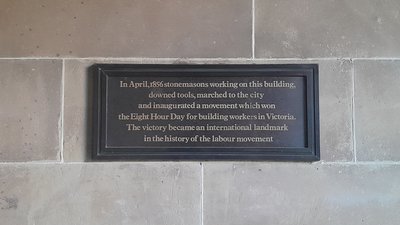 In April, 1856 stonemasons working on this building,
downed tools, marched to the city
and inaugurated a movement which won
the Eight Hour Day for building workers in Victoria.
The victory became an international landmark
in the history of the labour movement